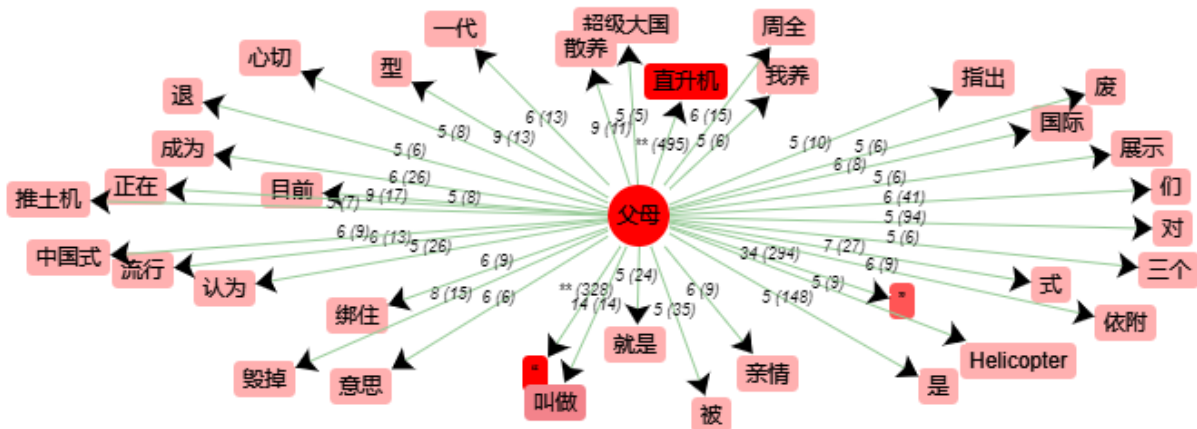 一代
超级大国
周全
心切
型
散养
直升机
我养
指出
废
退
国际
成为
展示
推土机
正在
目前
父母
们
对
中国式
流行
认为
三个
绑住
式
依附
毁掉
意思
“
叫做
就是
被
亲情
”
是
Helicopter
5 (8)
9 (13)
6 (13)
9 (11)
5 (5)
** (495)
6 (15)
5 (6)
5 (10)
5 (6)
6 (8)
5 (6)
5 (6)
6 (26)
9 (17)
5 (8)
5 (7)
6 (41)
5 (94)
5 (6)
6 (9)
6 (13)
5 (26)
6 (9)
8 (15)
6 (6)
** (328)
14 (14)
5 (24)
5 (35)
6 (9)
5 (148)
34 (294)
5 (9)
7 (27)
6 (9)